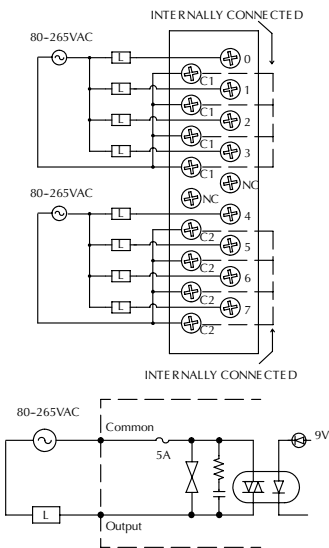 INTERNALLY CONNECTED
80-265VAC
L
0
C1
L
1
C1
L
2
C1
L
3
C1
NC
80-265VAC
NC
L
4
C2
L
5
C2
L
6
C2
L
7
C2
INTERNALLY CONNECTED
80-265VAC
Common
5A
9V
L
Output